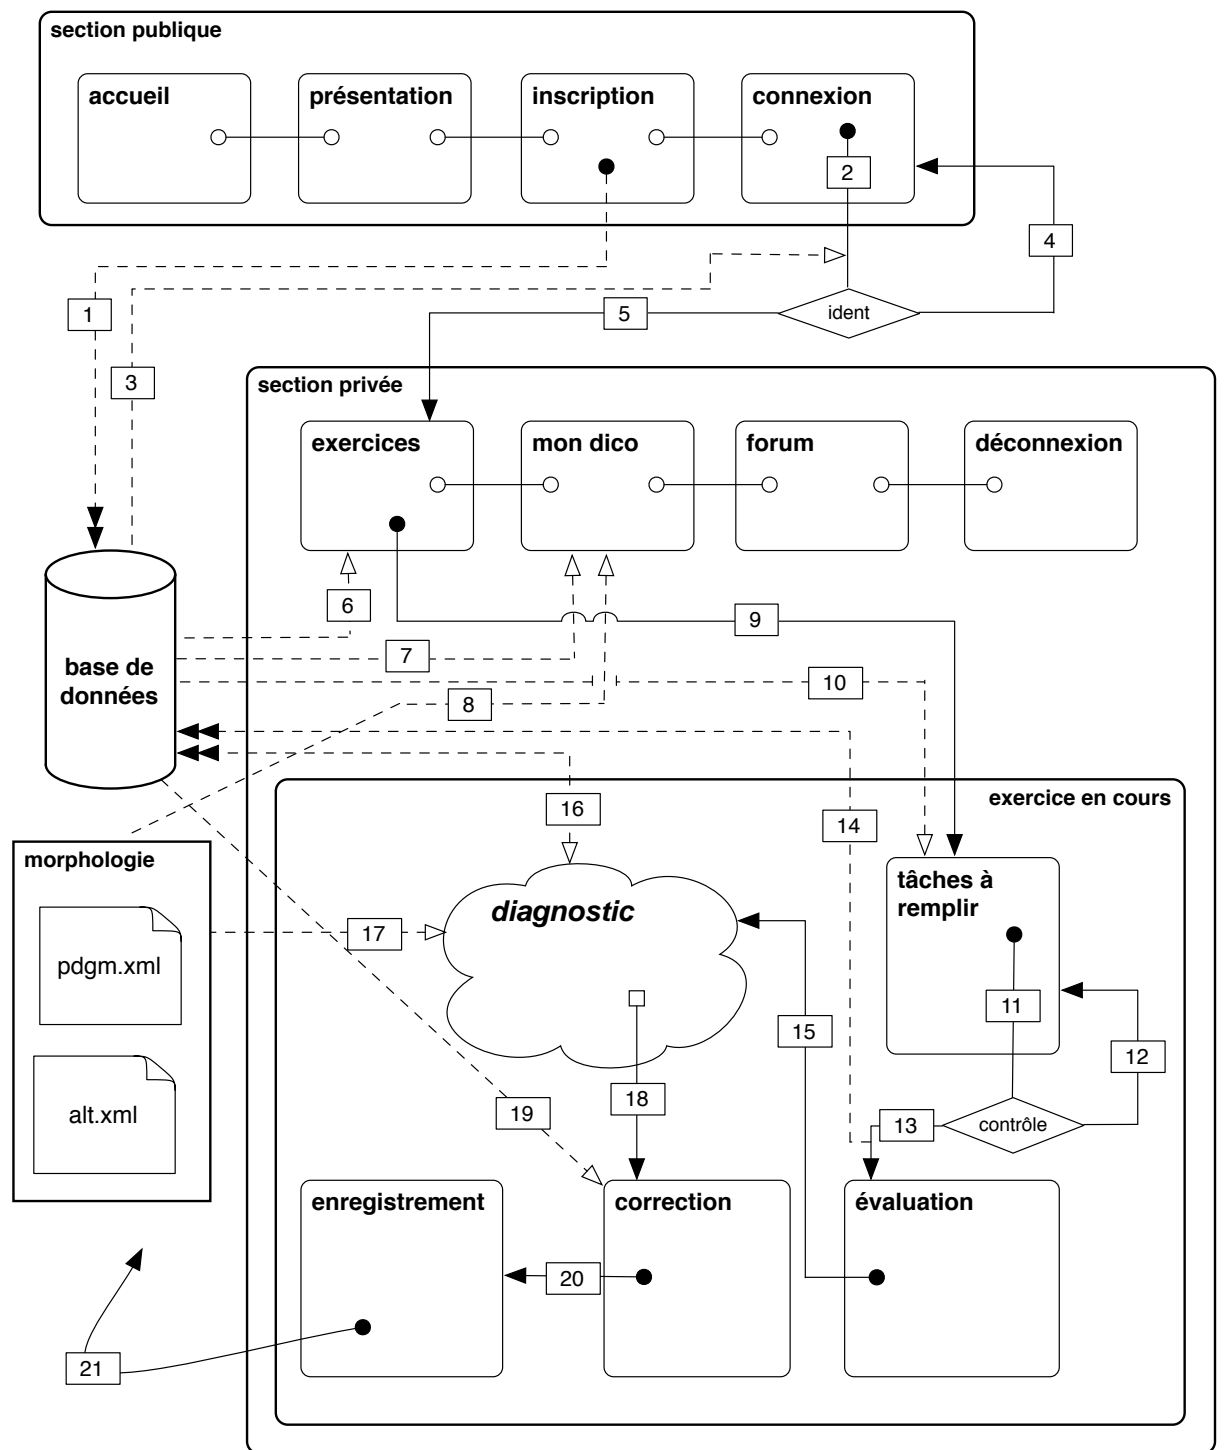 section publique
accueil
présentation
inscription
connexion
2
4
1
5
ident
3
section privée
exercices
mon dico
forum
déconnexion
6
9
7
base de
données
10
8
exercice en cours
16
14
morphologie
tâches à
remplir
diagnostic
17
pdgm.xml
11
15
12
18
19
alt.xml
13
contrôle
enregistrement
correction
évaluation
20
21